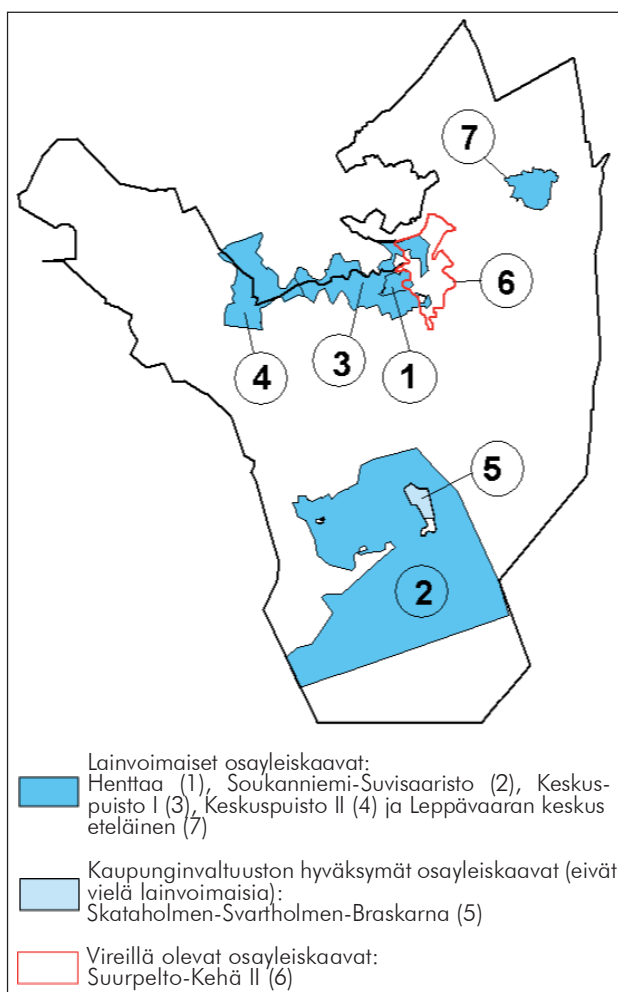 7
6
4
3
1
5
2
Lainvoimaiset osayleiskaavat:
Henttaa (1), Soukanniemi-Suvisaaristo (2), Keskus-
puisto I (3), Keskuspuisto II (4) ja Leppävaaran keskus
eteläinen (7)
Kaupunginvaltuuston hyväksymät osayleiskaavat (eivät
vielä lainvoimaisia):
Skataholmen-Svartholmen-Braskarna (5)
Vireillä olevat osayleiskaavat:
Suurpelto-Kehä II (6)